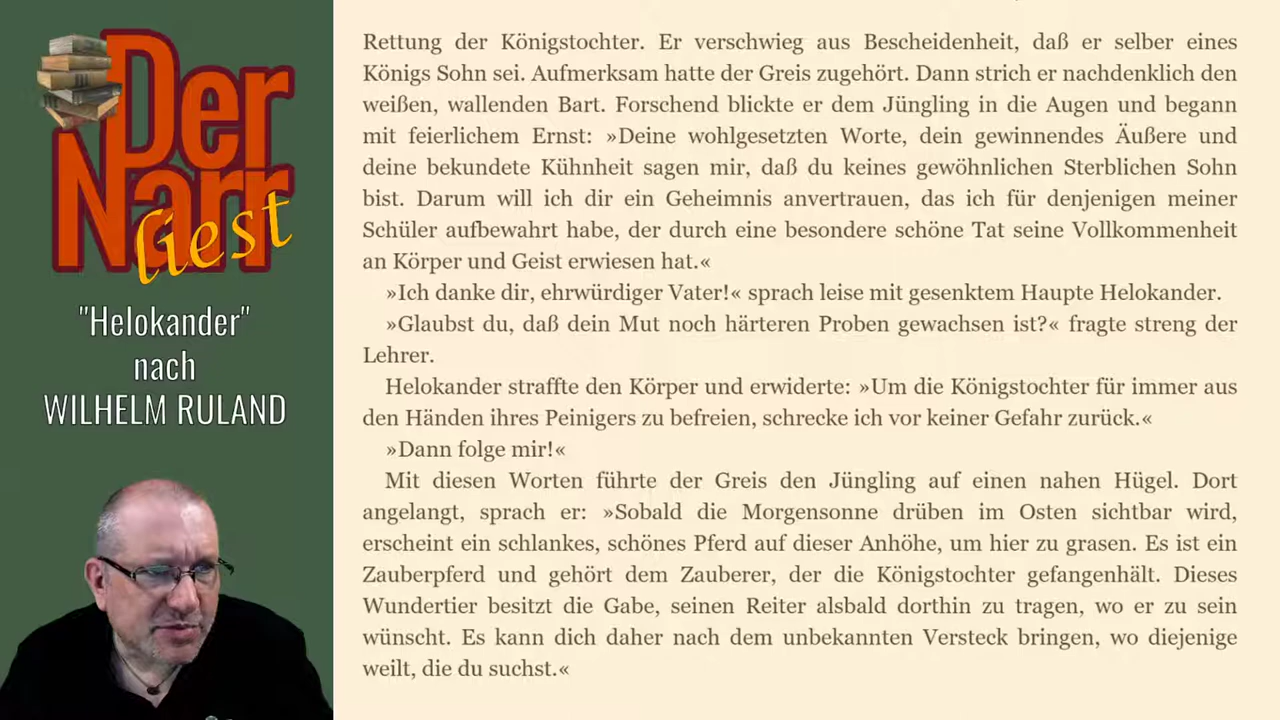 Der
Narr
liest
"Helokander"
nach
WILHELM RULAND
Rettung der Königstochter. Er verschwieg aus Bescheidenheit, daß er selber eines
Königs Sohn sei. Aufmerksam hatte der Greis zugehört. Dann strich er nachdenklich den
weißen, wallenden Bart. Forschend blickte er dem Jüngling in die Augen und begann
mit feierlichem Ernst: »Deine wohlgesetzten Worte, dein gewinnendes Äußere und
deine bekundete Kühnheit sagen mir, daß du keines gewöhnlichen Sterblichen Sohn
bist. Darum will ich dir ein Geheimnis anvertrauen, das ich für denjenigen meiner
Schüler aufbewahrt habe, der durch eine besondere schöne Tat seine Vollkommenheit
an Körper und Geist erwiesen hat.«
»Ich danke dir, ehrwürdiger Vater!« sprach leise mit gesenktem Haupte Helokander.
»Glaubst du, daß dein Mut noch härteren Proben gewachsen ist?« fragte streng der
Lehrer.
Helokander straffte den Körper und erwiderte: »Um die Königstochter für immer aus
den Händen ihres Peinigers zu befreien, schrecke ich vor keiner Gefahr zurück.«
»Dann folge mir!«
Mit diesen Worten führte der Greis den Jüngling auf einen nahen Hügel. Dort
angelangt, sprach er: »Sobald die Morgensonne drüben im Osten sichtbar wird,
erscheint ein schlankes, schönes Pferd auf dieser Anhöhe, um hier zu grasen. Es ist ein
Zauberpferd und gehört dem Zauberer, der die Königstochter gefangenhält. Dieses
Wundertier besitzt die Gabe, seinen Reiter alsbald dorthin zu tragen, wo er zu sein
wünscht. Es kann dich daher nach dem unbekannten Versteck bringen, wo diejenige
weilt, die du suchst.«